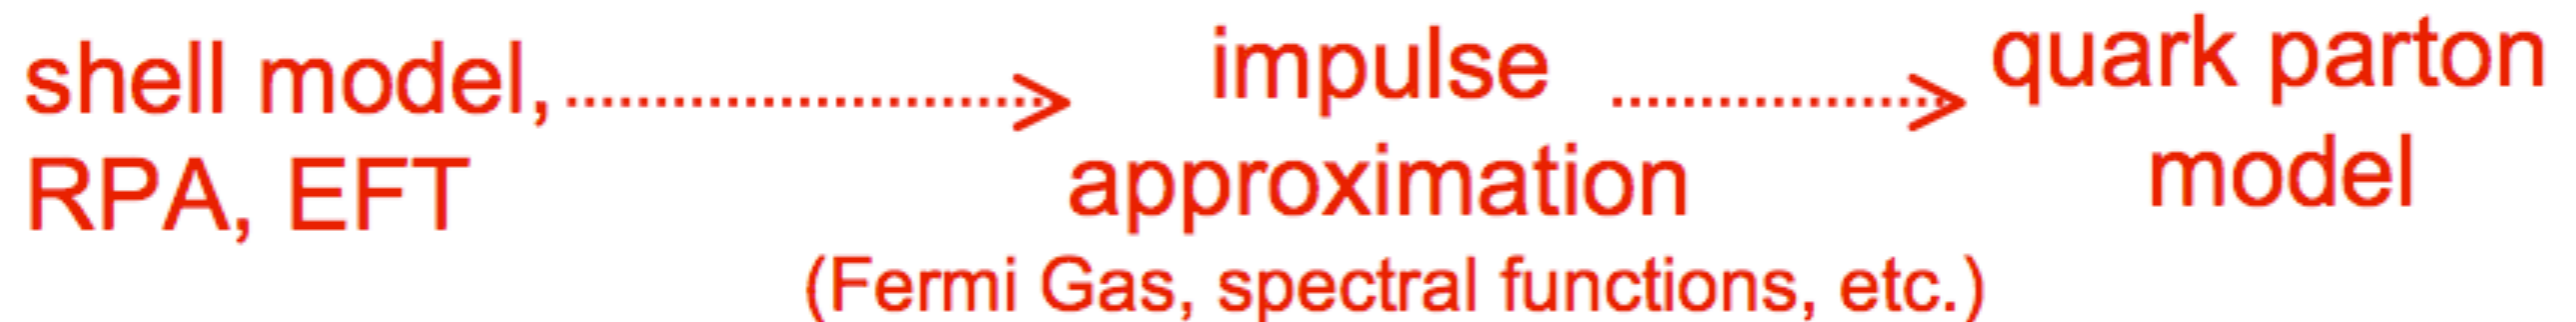 shell model,
RPA, EFT
impulse
approximation
(Fermi Gas, spectral functions, etc.)
quark parton
model